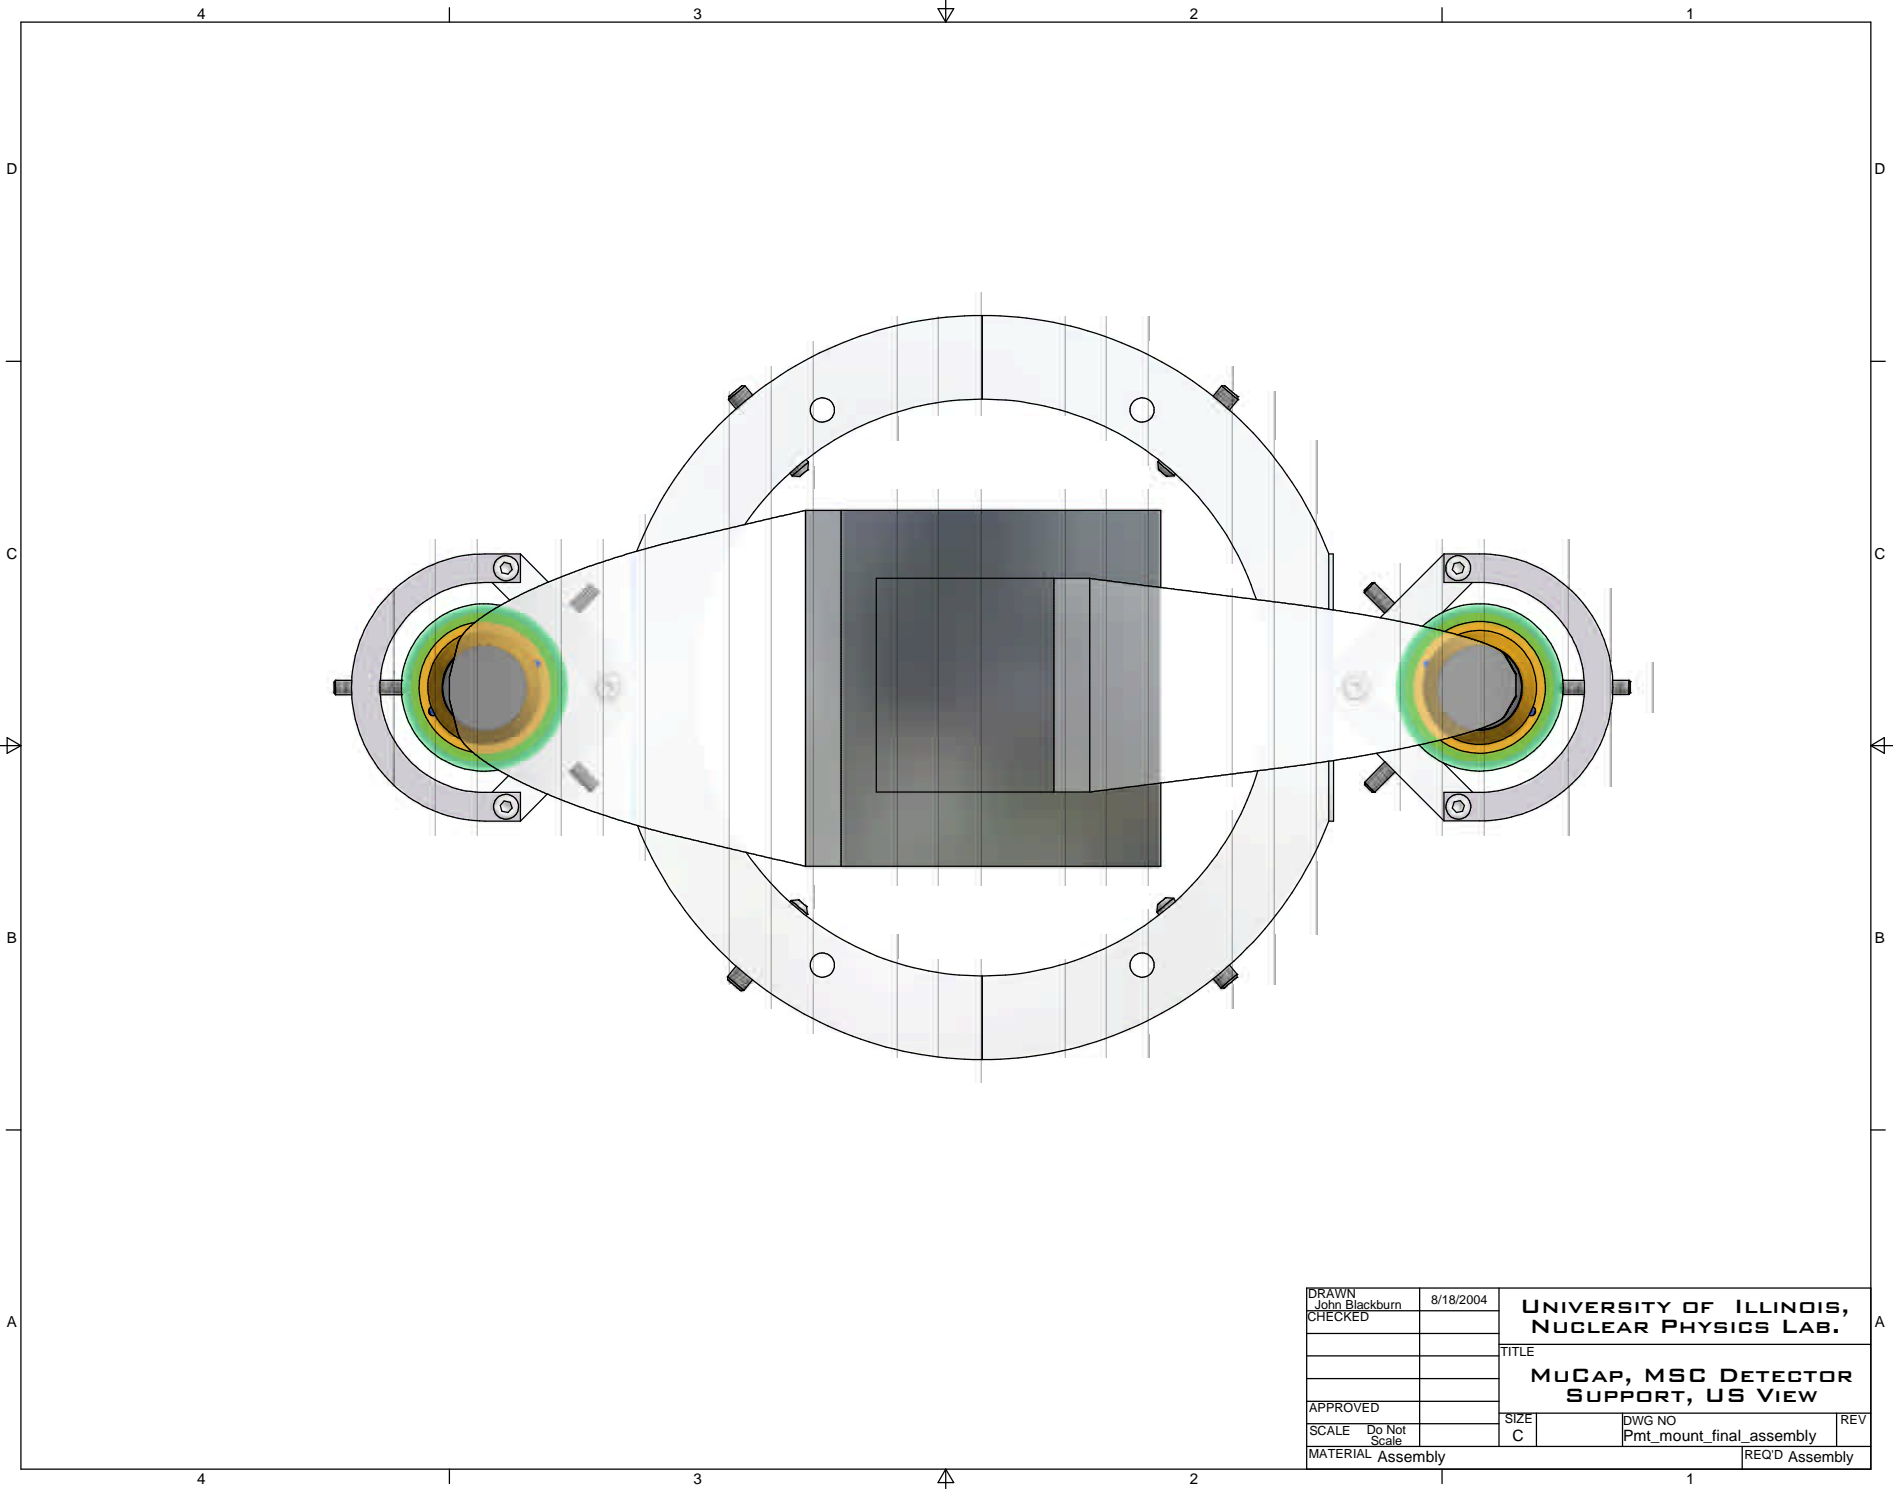 4 3 2 1
D D
C C
B B
A A
DRAWN
John Blackburn 8/18/2004
CHECKED
UNIVERSITY OF ILLINOIS,
NUCLEAR PHYSICS LAB.
TITLE
MUCAP, MSC DETECTOR
SUPPORT, US VIEW
APPROVED
SCALE Do Not
Scale
SIZE
C
DWG NO
Pmt_mount_final_assembly
REV
MATERIAL Assembly
REQ'D Assembly
4 3 2 1